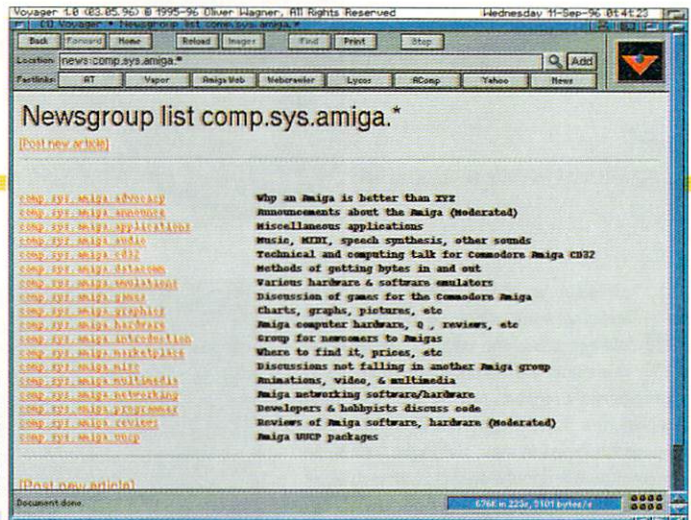 Voyager 1.0 (03.05.96) © 1995-96 Oliver Wagner, All Rights Reserved Wednesday 11-Sep-96 01:41:23
Voyager • Newsgroup list comp.sys.amiga.*
Back Forward Home Reload Images Find Print Stop
Location news:comp.sys.amiga.* Add
Fastlinks: AT Vapor Amiga Web Webcrawler Lycos AComp Yahoo News
Newsgroup list comp.sys.amiga.*
[Post new article]
comp.sys.amiga.advocacy Why an Amiga is better than XYZ
comp.sys.amiga.announce Announcements about the Amiga (Moderated)
comp.sys.amiga.applications Miscellaneous applications
comp.sys.amiga.audio Music, MIDI, speech synthesis, other sounds
comp.sys.amiga.cd32 Technical and computing talk for Commodore Amiga CD32
comp.sys.amiga.datacomm Methods of getting bytes in and out
comp.sys.amiga.emulations Various hardware & software emulators
comp.sys.amiga.games Discussion of games for the Commodore Amiga
comp.sys.amiga.graphics Charts, graphs, pictures, etc
comp.sys.amiga.hardware Amiga computer hardware, Q , reviews, etc
comp.sys.amiga.introduction Group for newcomers to Amigas
comp.sys.amiga.marketplace Where to find it, prices, etc
comp.sys.amiga.misc Discussions not falling in another Amiga group
comp.sys.amiga.multimedia Animations, video, & multimedia
comp.sys.amiga.networking Amiga networking software/hardware
comp.sys.amiga.programmer Developers & hobbyists discuss code
comp.sys.amiga.reviews Reviews of Amiga software, hardware (Moderated)
comp.sys.amiga.uucp Amiga UUCP packages
[Post new article]
Document done.